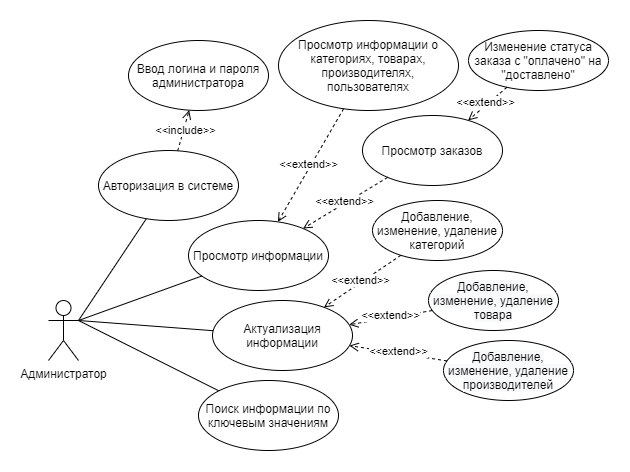 Просмотр информации о
категориях, товарах,
производителях,
пользователях
Изменение статуса
заказа с "оплачено" на
"доставлено"
Ввод логина и пароля
администратора
<<extend>>
<<include>>
Просмотр заказов
<<extend>>
Авторизация в системе
<<extend>>
Добавление,
изменение, удаление
категорий
Просмотр информации
<<extend>>
Добавление,
изменение, удаление
товара
<<extend>>
Актуализация
информации
<<extend>>
Добавление,
изменение, удаление
производителей
Администратор
Поиск информации по
ключевым значениям